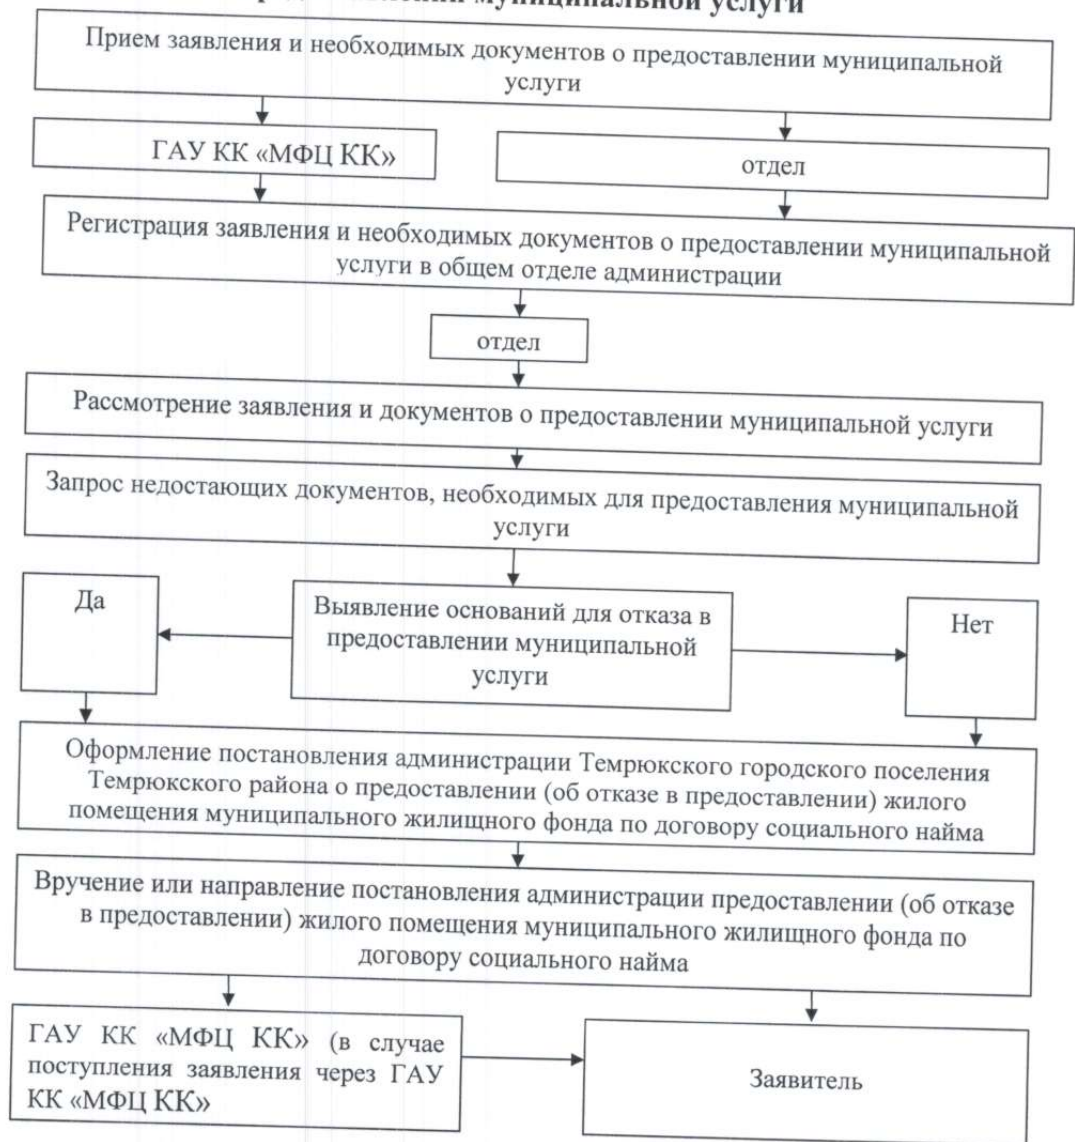 муниципальной услуги
Прием заявления и необходимых документов о предоставлении муниципальной
услуги
ГАУ КК «МФЦ КК»
отдел
Регистрация заявления и необходимых документов о предоставлении муниципальной
услуги в общем отделе администрации
отдел
Рассмотрение заявления и документов о предоставлении муниципальной услуги
Запрос недостающих документов, необходимых для предоставления муниципальной
услуги
Да
Выявление оснований для отказа в
предоставлении муниципальной
услуги
Нет
Оформление постановления администрации Темрюкского городского поселения
Темрюкского района о предоставлении (об отказе в предоставлении) жилого
помещения муниципального жилищного фонда по договору социального найма
Вручение или направление постановления администрации предоставлении (об отказе
в предоставлении) жилого помещения муниципального жилищного фонда по
договору социального найма
ГАУ КК «МФЦ КК» (в случае
поступления заявления через ГАУ
КК «МФЦ КК»
Заявитель